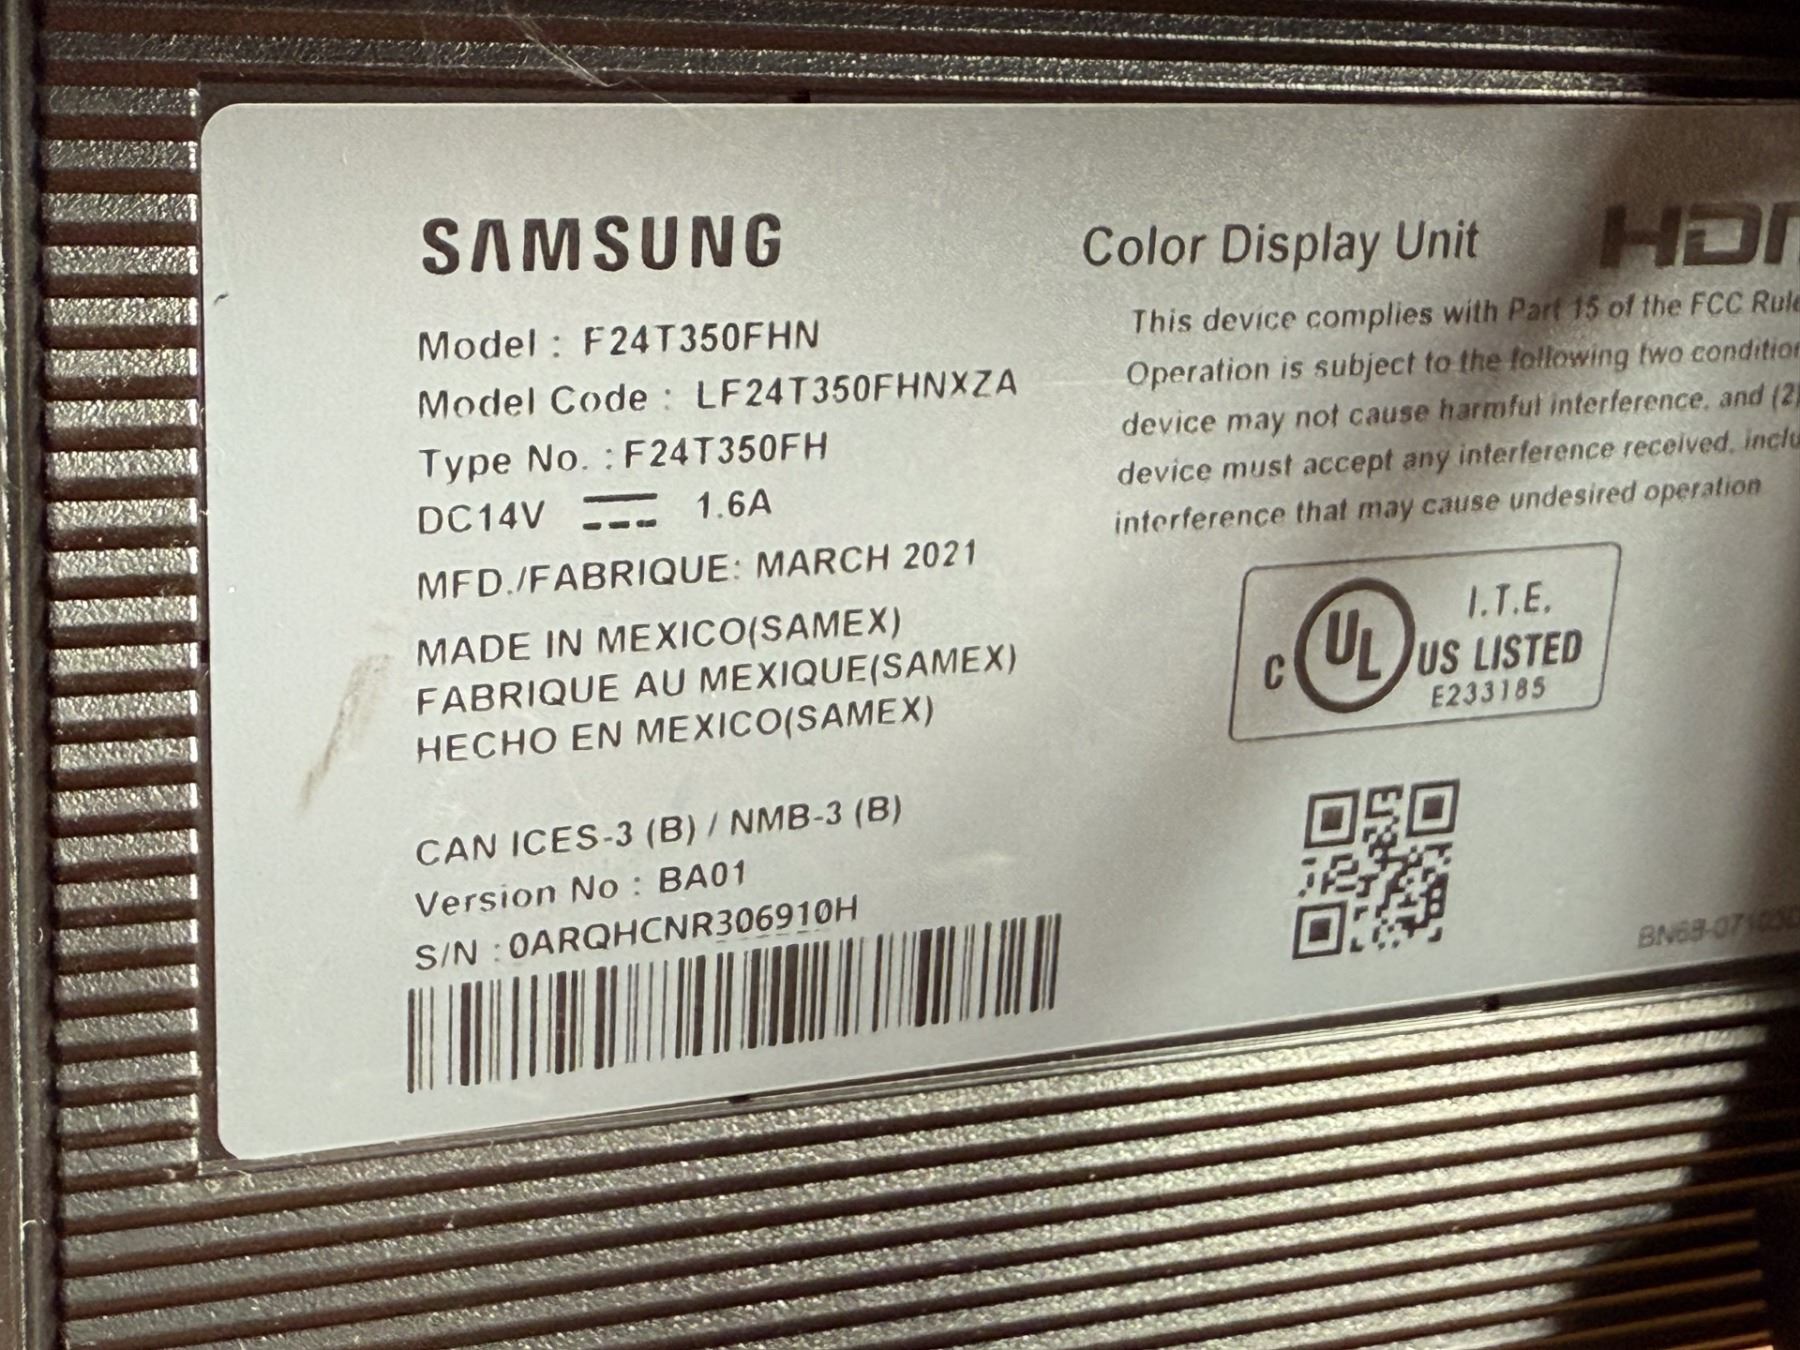 SAMSUNG
Model : F24T350FHN
Model Code : LF24T350FHNXZA
Type No. : F24T350FH
DC14V 1.6A
MFD./FABRIQUE: MARCH 2021
MADE IN MEXICO(SAMEX)
FABRIQUE AU MEXIQUE(SAMEX)
HECHO EN MEXICO(SAMEX)
CAN ICES-3 (B) / NMB-3 (B)
Version No : BA01
S/N : 0ARQHCNR306910H
Color Display Unit
This device complies with Part 15 of the FCC
Operation is subject to the following two
device may not cause harmful interference, and (2)
device must accept any interference received,
interference that may cause undesired operation
I.T.E.
C UL US LISTED
E233185